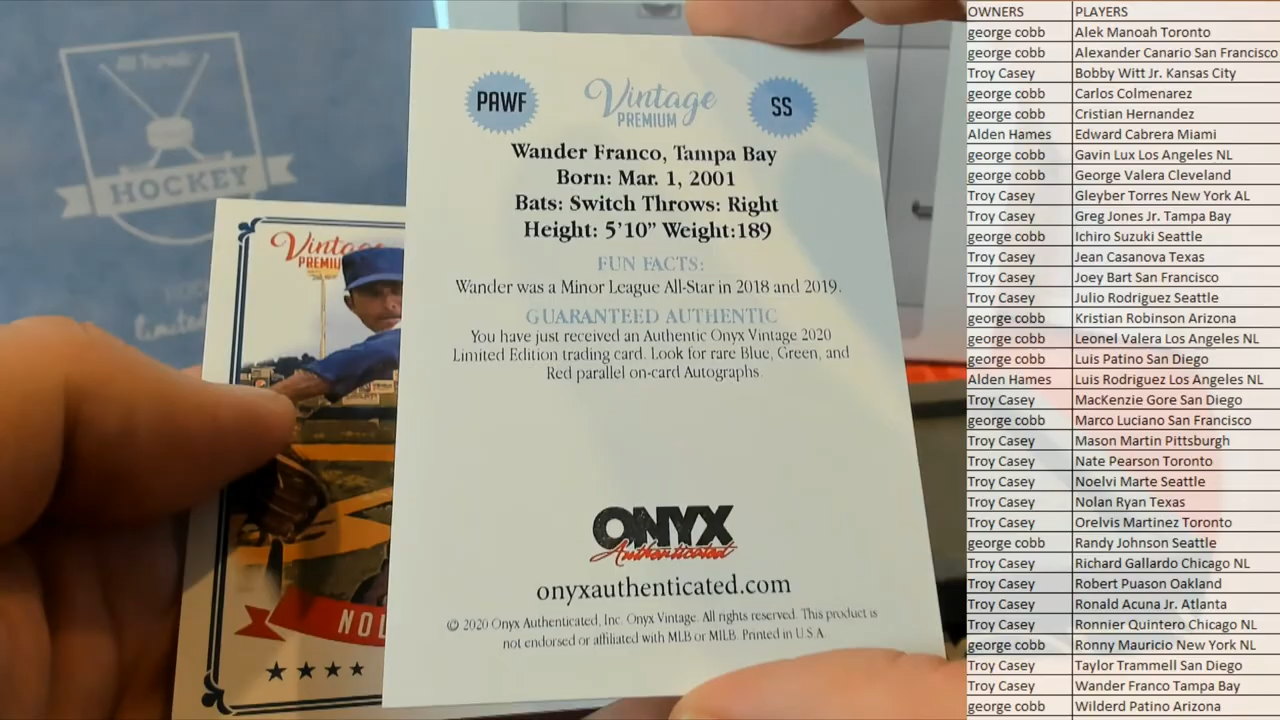 All Periods
HOCKEY
limited
Vintage
PREMIU
NOL
PAWF
Vintage
PREMIUM
SS
Wander Franco, Tampa Bay
Born: Mar. 1, 2001
Bats: Switch Throws: Right
Height: 5'10" Weight:189
FUN FACTS:
Wander was a Minor League All-Star in 2018 and 2019.
GUARANTEED AUTHENTIC
You have just received an Authentic Onyx Vintage 2020
Limited Edition trading card. Look for rare Blue, Green, and
Red parallel on-card Autographs.
ONYX
Authenticated
onyxauthenticated.com
© 2020 Onyx Authenticated, Inc. Onyx Vintage. All rights reserved. This product is
not endorsed or affiliated with MLB or MILB. Printed in U.S.A.
OWNERS PLAYERS
george cobb Alek Manoah Toronto
george cobb Alexander Canario San Francisco
Troy Casey Bobby Witt Jr. Kansas City
george cobb Carlos Colmenarez
george cobb Cristian Hernandez
Alden Hames Edward Cabrera Miami
george cobb Gavin Lux Los Angeles NL
george cobb George Valera Cleveland
Troy Casey Gleyber Torres New York AL
Troy Casey Greg Jones Jr. Tampa Bay
george cobb Ichiro Suzuki Seattle
Troy Casey Jean Casanova Texas
Troy Casey Joey Bart San Francisco
Troy Casey Julio Rodriguez Seattle
george cobb Kristian Robinson Arizona
george cobb Leonel Valera Los Angeles NL
george cobb Luis Patino San Diego
Alden Hames Luis Rodriguez Los Angeles NL
Troy Casey MacKenzie Gore San Diego
george cobb Marco Luciano San Francisco
Troy Casey Mason Martin Pittsburgh
Troy Casey Nate Pearson Toronto
Troy Casey Noelvi Marte Seattle
Troy Casey Nolan Ryan Texas
Troy Casey Orelvis Martinez Toronto
george cobb Randy Johnson Seattle
Troy Casey Richard Gallardo Chicago NL
Troy Casey Robert Puason Oakland
Troy Casey Ronald Acuna Jr. Atlanta
Troy Casey Ronnier Quintero Chicago NL
george cobb Ronny Mauricio New York NL
Troy Casey Taylor Trammell San Diego
Troy Casey Wander Franco Tampa Bay
george cobb Wilderd Patino Arizona